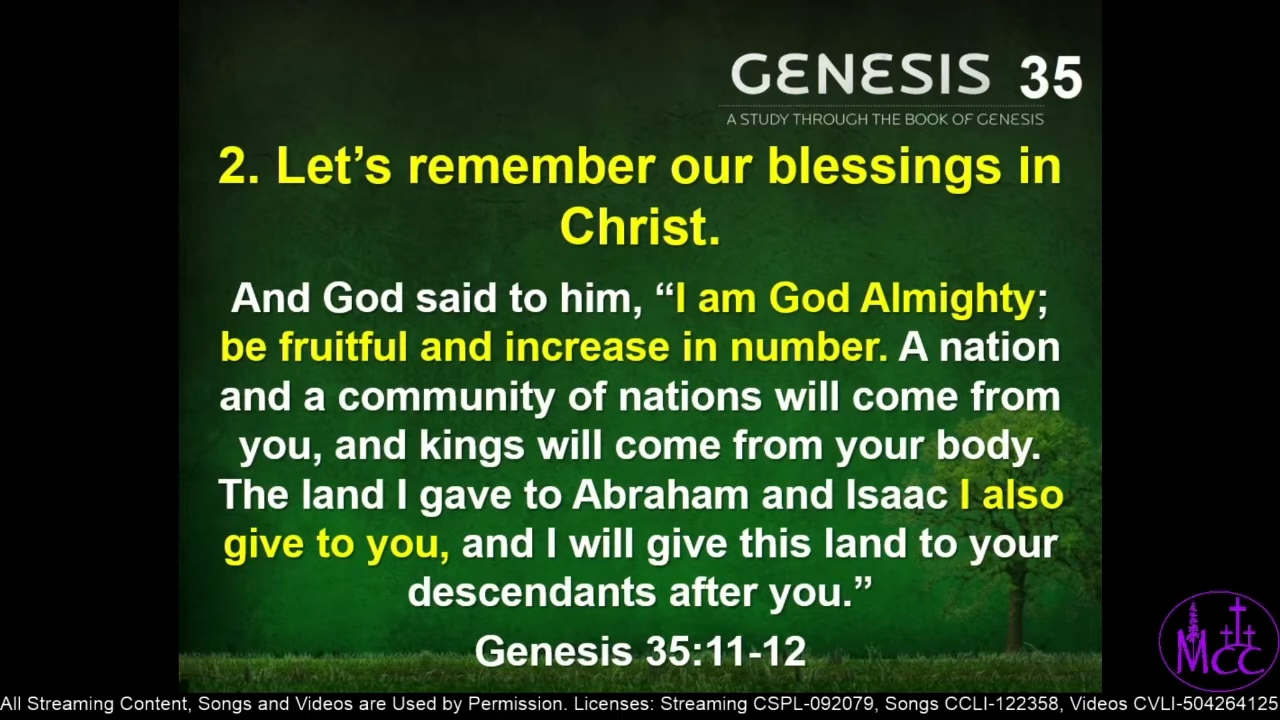 GENESIS 35
A STUDY THROUGH THE BOOK OF GENESIS
2. Let’s remember our blessings in
Christ.
And God said to him, “I am God Almighty;
be fruitful and increase in number. A nation
and a community of nations will come from
you, and kings will come from your body.
The land I gave to Abraham and Isaac I also
give to you, and I will give this land to your
descendants after you.”
Genesis 35:11-12
MCC
All Streaming Content, Songs and Videos are Used by Permission. Licenses: Streaming CSPL-092079, Songs CCLI-122358, Videos CVLI-504264125